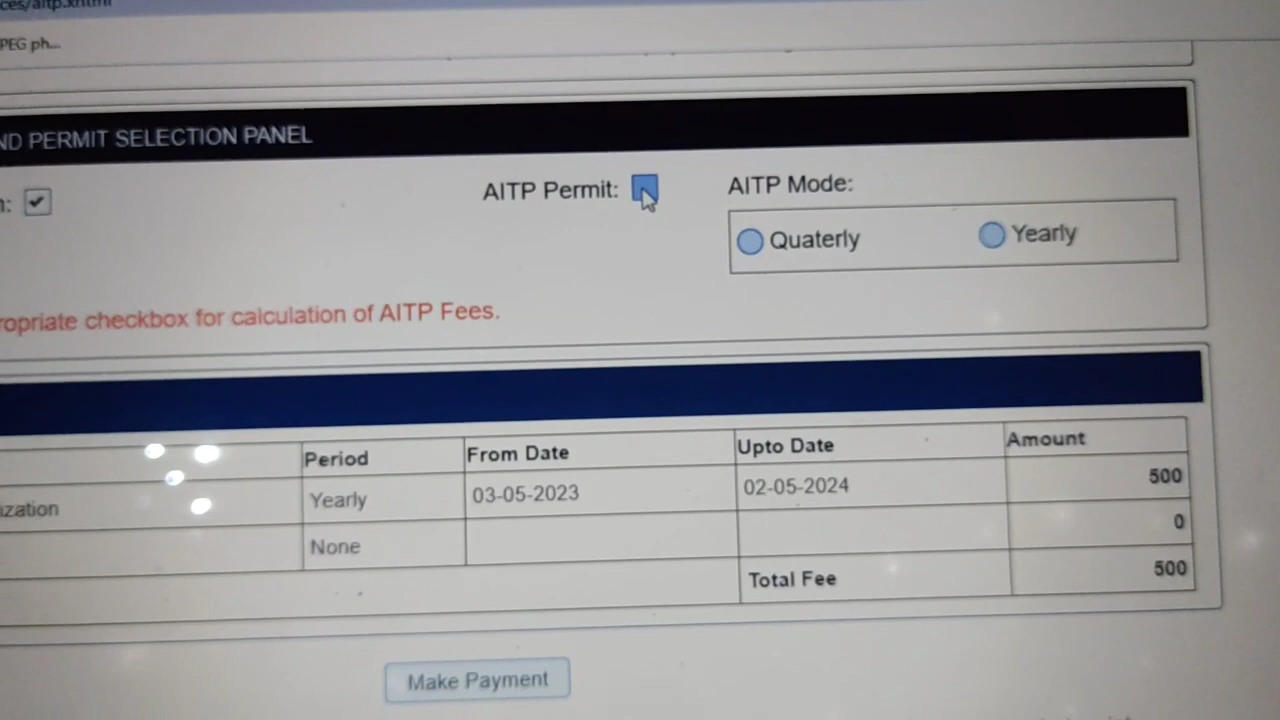 ces/aitp.xhtml
PEG ph...
ND PERMIT SELECTION PANEL
n: AITP Permit: AITP Mode:
Quaterly Yearly
ropriate checkbox for calculation of AITP Fees.
Period From Date Upto Date Amount
ization Yearly 03-05-2023 02-05-2024 500
None 0
Total Fee 500
Make Payment